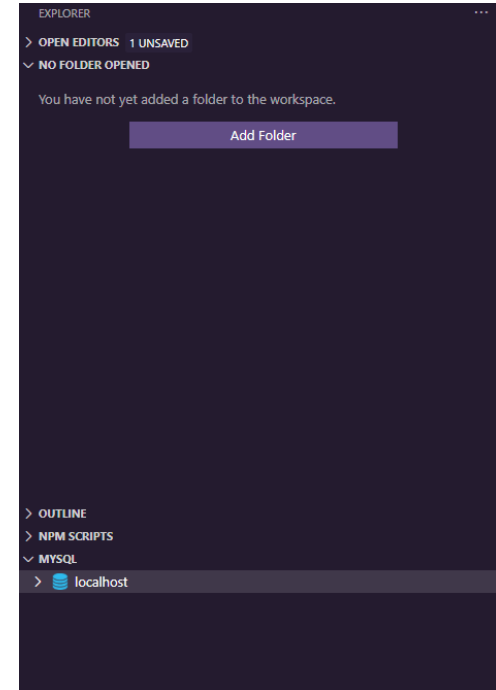 EXPLORER
OPEN EDITORS 1 UNSAVED
NO FOLDER OPENED
You have not yet added a folder to the workspace.
Add Folder
OUTLINE
NPM SCRIPTS
MYSQL
localhost